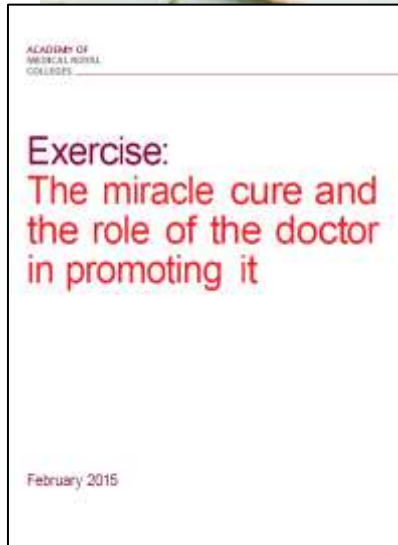 ACADEMY OF
MEDICAL ROYAL
COLLEGES
Exercise:
The miracle cure and
the role of the doctor
in promoting it
February 2015